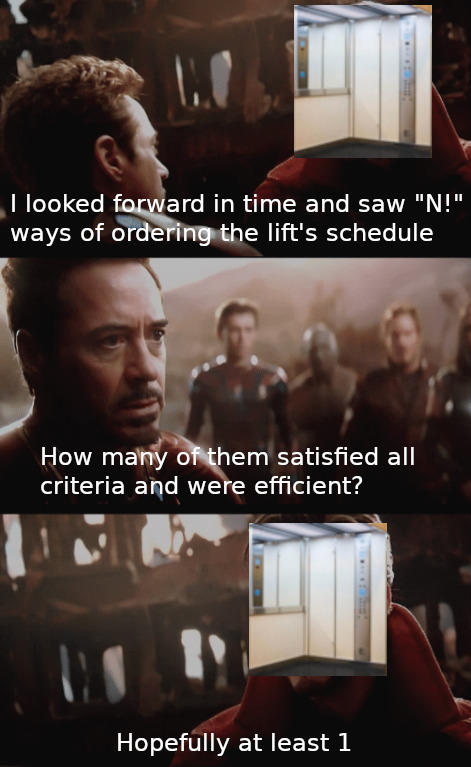 I looked forward in time and saw "N!"
ways of ordering the lift's schedule
How many of them satisfied all
criteria and were efficient?
Hopefully at least 1